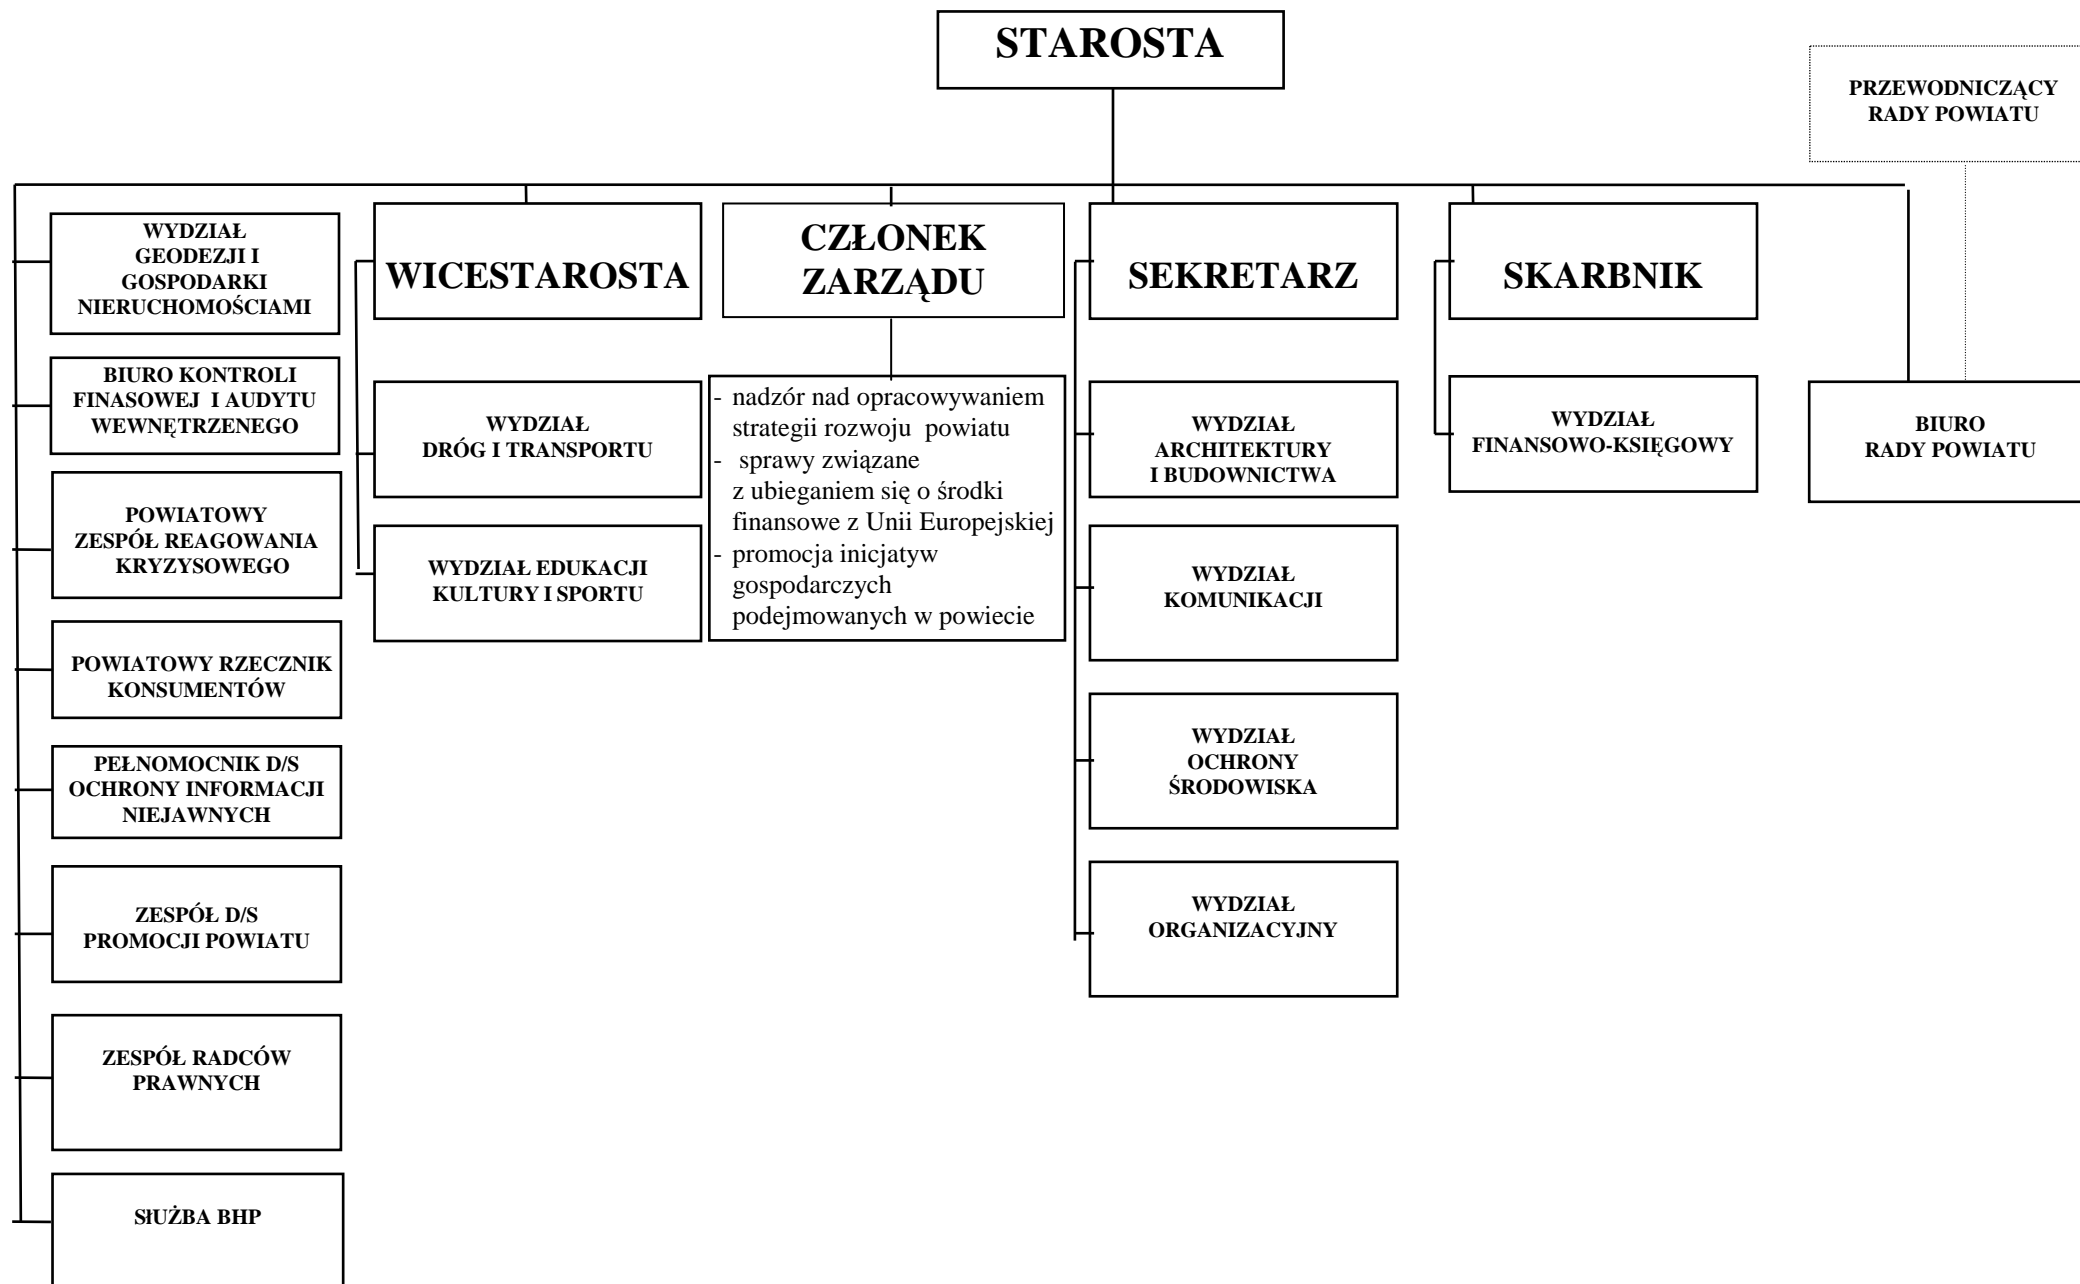 STAROSTA
PRZEWODNICZĄCY
RADY POWIATU
WYDZIAŁ
GEODEZJI I
GOSPODARKI
NIERUCHOMOŚCIAMI
BIURO KONTROLI
FINASOWEJ I AUDYTU
WEWNĘTRZENEGO
POWIATOWY
ZESPÓŁ REAGOWANIA
KRYZYSOWEGO
POWIATOWY RZECZNIK
KONSUMENTÓW
PEŁNOMOCNIK D/S
OCHRONY INFORMACJI
NIEJAWNYCH
ZESPÓŁ D/S
PROMOCJI POWIATU
ZESPÓŁ RADCÓW
PRAWNYCH
SłUŻBA BHP
WICESTAROSTA
WYDZIAŁ
DRÓG I TRANSPORTU
WYDZIAŁ EDUKACJI
KULTURY I SPORTU
CZŁONEK
ZARZĄDU
- nadzór nad opracowywaniem
strategii rozwoju powiatu
- sprawy związane
z ubieganiem się o środki
finansowe z Unii Europejskiej
- promocja inicjatyw
gospodarczych
podejmowanych w powiecie
SEKRETARZ
WYDZIAŁ
ARCHITEKTURY
I BUDOWNICTWA
WYDZIAŁ
KOMUNIKACJI
WYDZIAŁ
OCHRONY
ŚRODOWISKA
WYDZIAŁ
ORGANIZACYJNY
SKARBNIK
WYDZIAŁ
FINANSOWO-KSIĘGOWY
BIURO
RADY POWIATU